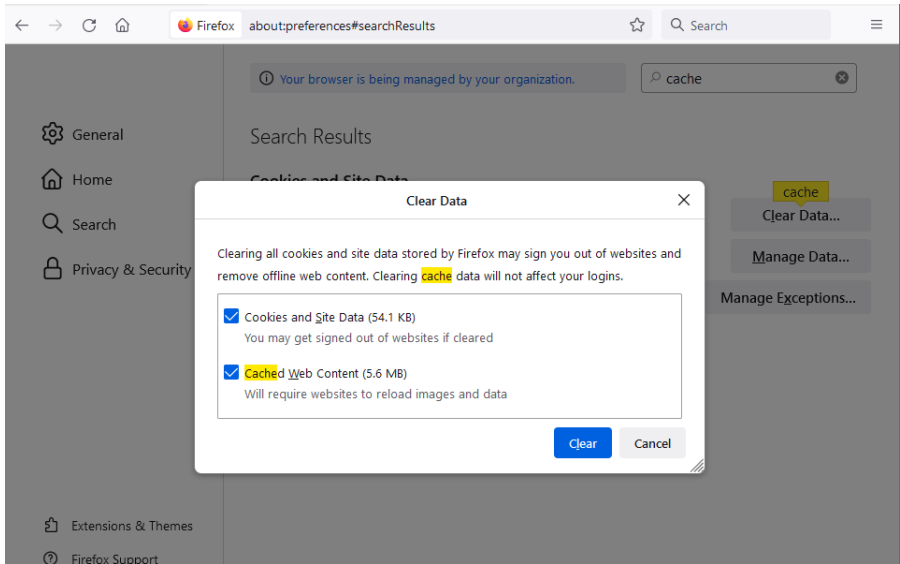 Firefox about:preferences#searchResults Search
Your browser is being managed by your organization. cache
General
Search Results
Home
Cookies and Site Data
Search
Privacy & Security
cache
Clear Data...
Manage Data...
Manage Exceptions...
Clear Data
Clearing all cookies and site data stored by Firefox may sign you out of websites and
remove offline web content. Clearing cache data will not affect your logins.
Cookies and Site Data (54.1 KB)
You may get signed out of websites if cleared
Cached Web Content (5.6 MB)
Will require websites to reload images and data
Clear Cancel
Extensions & Themes
Firefox Support